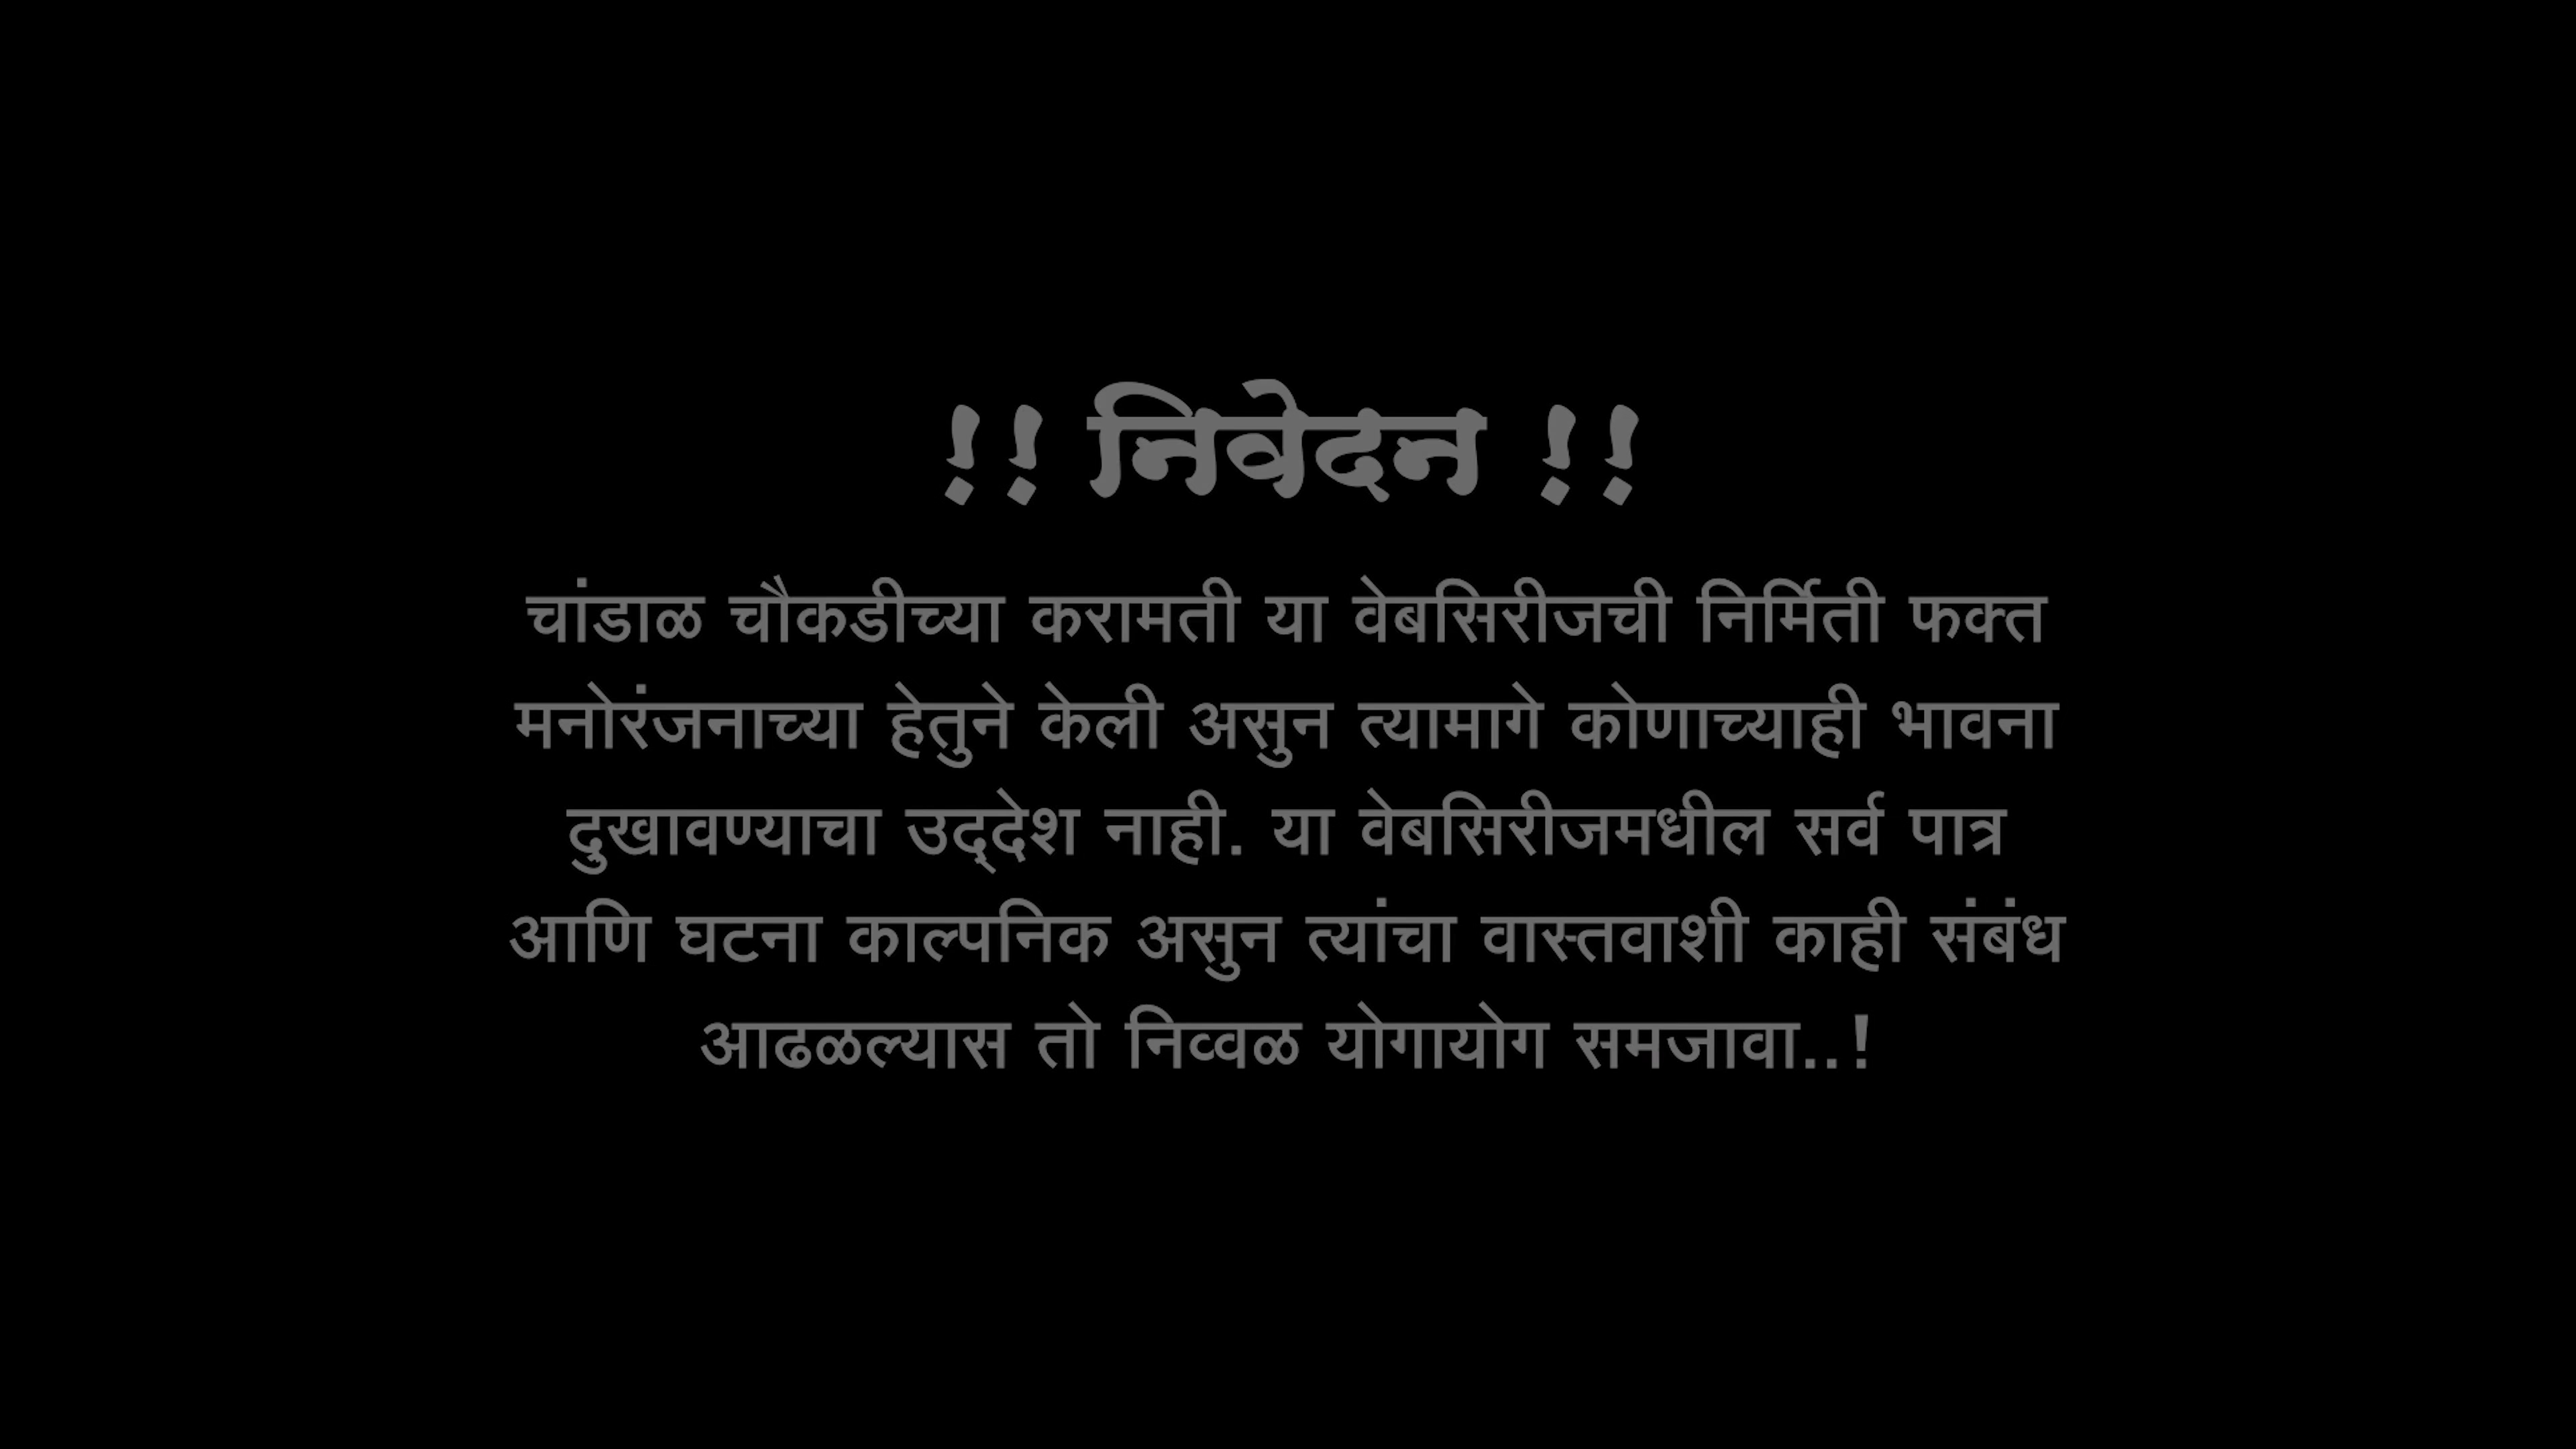 !! निवेदन !!
चांडाळ चौकडीच्या करामती या वेबसिरीजची निर्मिती फक्त
मनोरंजनाच्या हेतुने केली असुन त्यामागे कोणाच्याही भावना
दुखावण्याचा उद्‌देश नाही. या वेबसिरीजमधील सर्व पात्र
आणि घटना काल्पनिक असुन त्यांचा वास्तवाशी काही संबंध
आढळल्यास तो निव्वळ योगायोग समजावा..!